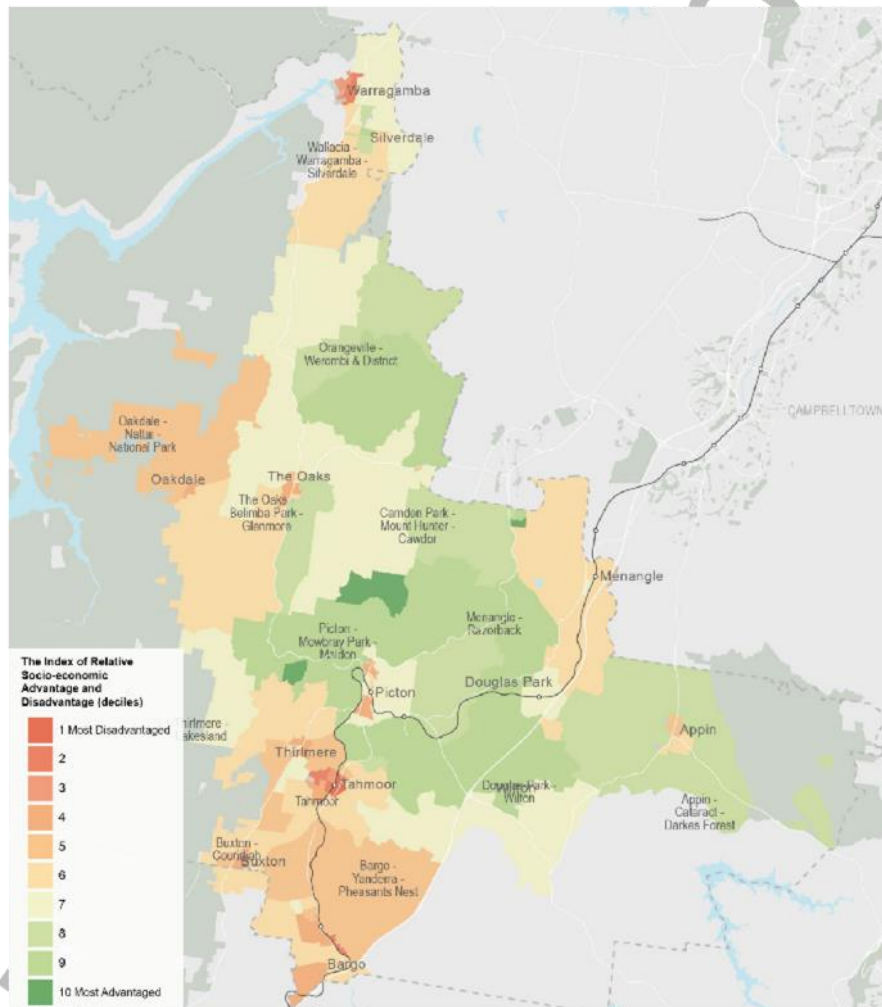 Warragamba
Silverdale
Wallacia -
Warragamba -
Silverdale
Orangeville -
Werombi & District
CAMPBELLTOWN
Oakdale -
Nattai -
National Park
Oakdale
The Oaks
The Oaks -
Belimba Park -
Glenmore
Camden Park -
Mount Hunter -
Cawdor
Menangle
Menangle -
Razorback
Picton -
Mowbray Park -
Maldon
Douglas Park
Picton
The Index of Relative
Socio-economic
Advantage and
Disadvantage (deciles)
1 Most Disadvantaged
2
3
4
5
6
7
8
9
10 Most Advantaged
Thirlmere
Appin
Tahmoor
Tahmoor
Douglas Park -
Wilton
Appin -
Cataract -
Darkes Forest
Buxton -
Couridjah
Buxton
Bargo -
Yanderra -
Pheasants Nest
Bargo